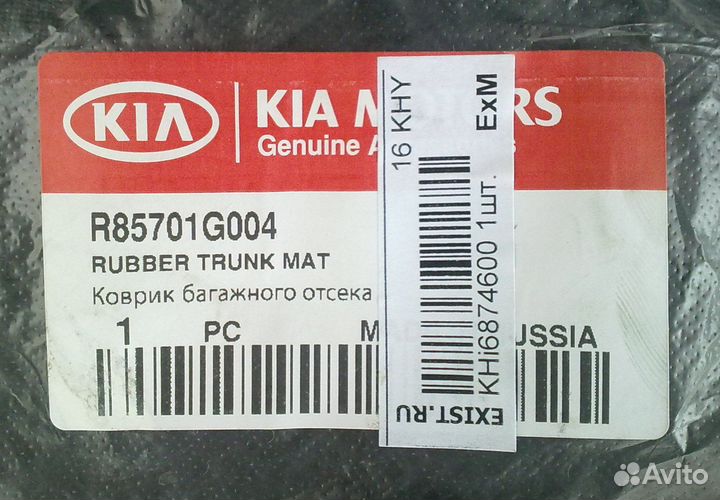 KIA
KIA M RS
Genuine A s
R85701G004
RUBBER TRUNK MAT
Коврик багажного отсека
1 PC M USSIA
16 KHY
KHi6874600 1шт.
EXIST.RU ExM
Avito